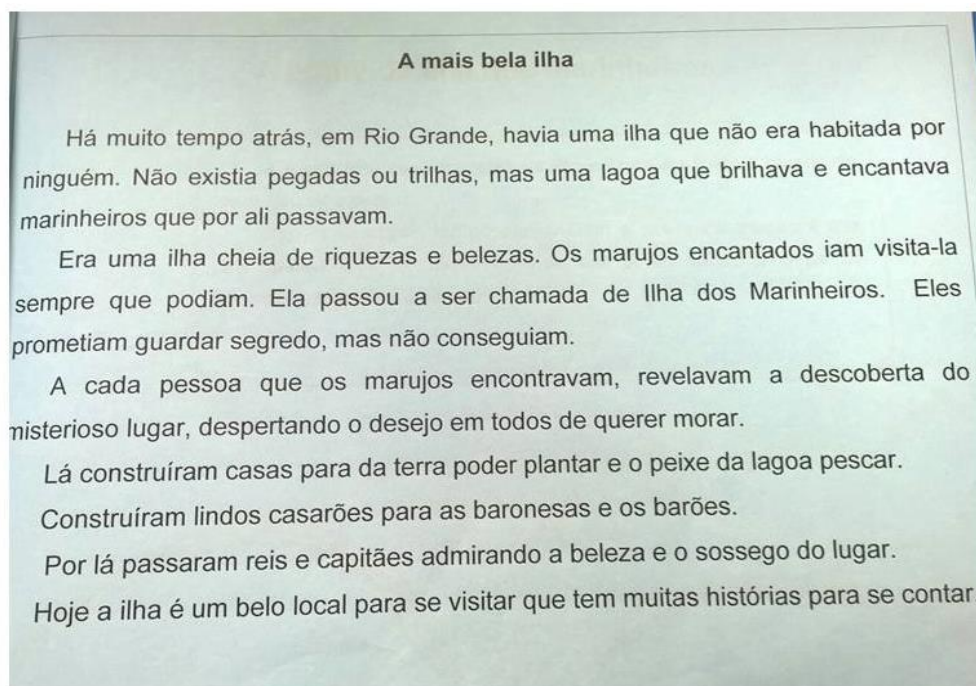 A mais bela ilha
Há muito tempo atrás, em Rio Grande, havia uma ilha que não era habitada por
ninguém. Não existia pegadas ou trilhas, mas uma lagoa que brilhava e encantava
marinheiros que por ali passavam.
Era uma ilha cheia de riquezas e belezas. Os marujos encantados iam visita-la
sempre que podiam. Ela passou a ser chamada de Ilha dos Marinheiros. Eles
prometiam guardar segredo, mas não conseguiam.
A cada pessoa que os marujos encontravam, revelavam a descoberta do
misterioso lugar, despertando o desejo em todos de querer morar.
Lá construíram casas para da terra poder plantar e o peixe da lagoa pescar.
Construíram lindos casarões para as baronesas e os barões.
Por lá passaram reis e capitães admirando a beleza e o sossego do lugar.
Hoje a ilha é um belo local para se visitar que tem muitas histórias para se contar